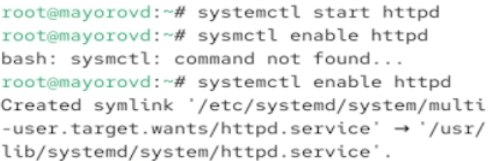 root@mayorovd:~# systemctl start httpd
root@mayorovd:~# sysmctl enable httpd
bash: sysmctl: command not found...
root@mayorovd:~# systemctl enable httpd
Created symlink '/etc/systemd/system/multi
-user.target.wants/httpd.service' → '/usr/
lib/systemd/system/httpd.service'.